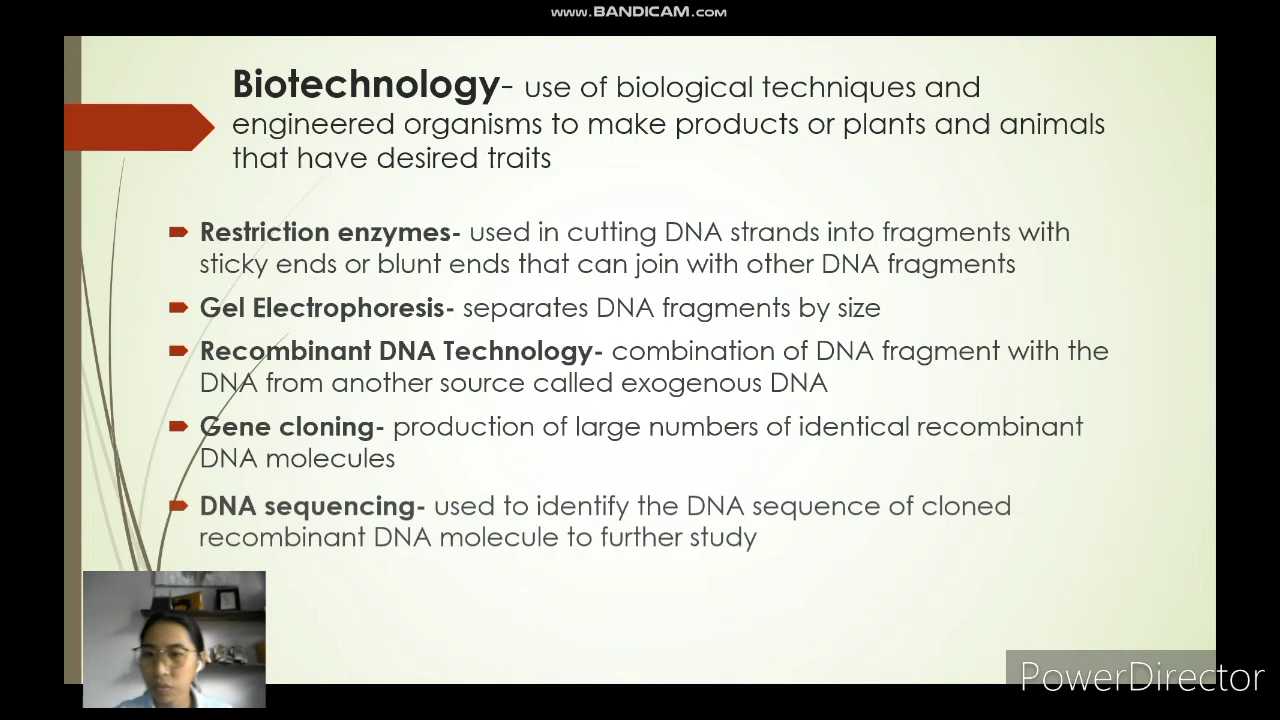 www.BANDICAM.com
Biotechnology- use of biological techniques and
engineered organisms to make products or plants and animals
that have desired traits
Restriction enzymes- used in cutting DNA strands into fragments with
sticky ends or blunt ends that can join with other DNA fragments
Gel Electrophoresis- separates DNA fragments by size
Recombinant DNA Technology- combination of DNA fragment with the
DNA from another source called exogenous DNA
Gene cloning- production of large numbers of identical recombinant
DNA molecules
DNA sequencing- used to identify the DNA sequence of cloned
recombinant DNA molecule to further study
PowerDirector